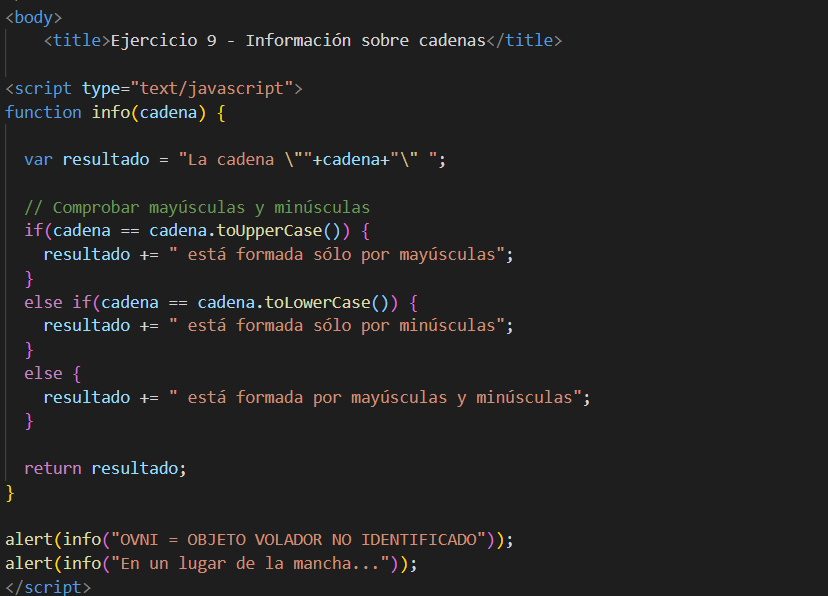 <body>
    <title>Ejercicio 9 - Información sobre cadenas</title>
<script type="text/javascript">
function info(cadena) {
  var resultado = "La cadena \""+cadena+"\" ";
  // Comprobar mayúsculas y minúsculas
  if(cadena == cadena.toUpperCase()) {
    resultado += " está formada sólo por mayúsculas";
  }
  else if(cadena == cadena.toLowerCase()) {
    resultado += " está formada sólo por minúsculas";
  }
  else {
    resultado += " está formada por mayúsculas y minúsculas";
  }
  return resultado;
}
alert(info("OVNI = OBJETO VOLADOR NO IDENTIFICADO"));
alert(info("En un lugar de la mancha..."));
</script>